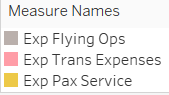 Measure Names
Exp Flying Ops
Exp Trans Expenses
Exp Pax Service